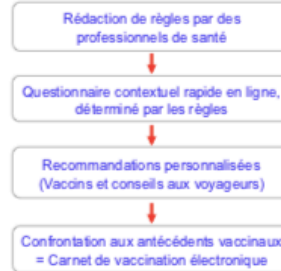 Rédaction de règles par des
professionnels de santé
Questionnaire contextuel rapide en ligne,
déterminé par les règles
Recommandations personnalisées
(Vaccins et conseils aux voyageurs)
Confrontation aux antécédents vaccinaux
= Carnet de vaccination électronique